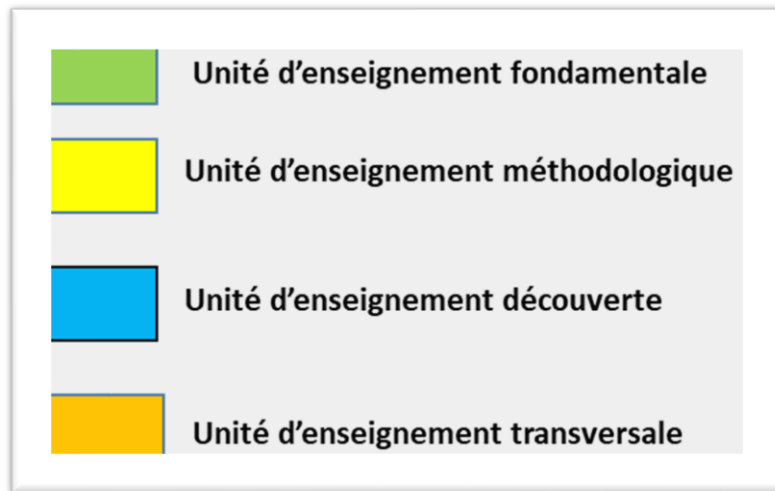 Unité d’enseignement fondamentale
Unité d’enseignement méthodologique
Unité d’enseignement découverte
Unité d’enseignement transversale